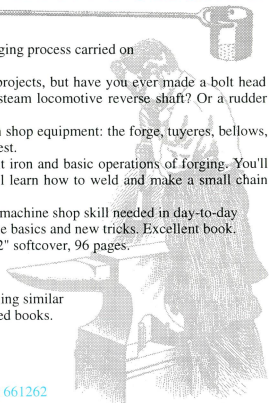 ging process carried on
projects, but have you ever made a bolt head
steam locomotive reverse shaft? Or a rudder
shop equipment: the forge, tuyeres, bellows,
est.
t iron and basic operations of forging. You'll
l learn how to weld and make a small chain
machine shop skill needed in day-to-day
e basics and new tricks. Excellent book.
2" softcover, 96 pages.
ing similar
ed books.
661262